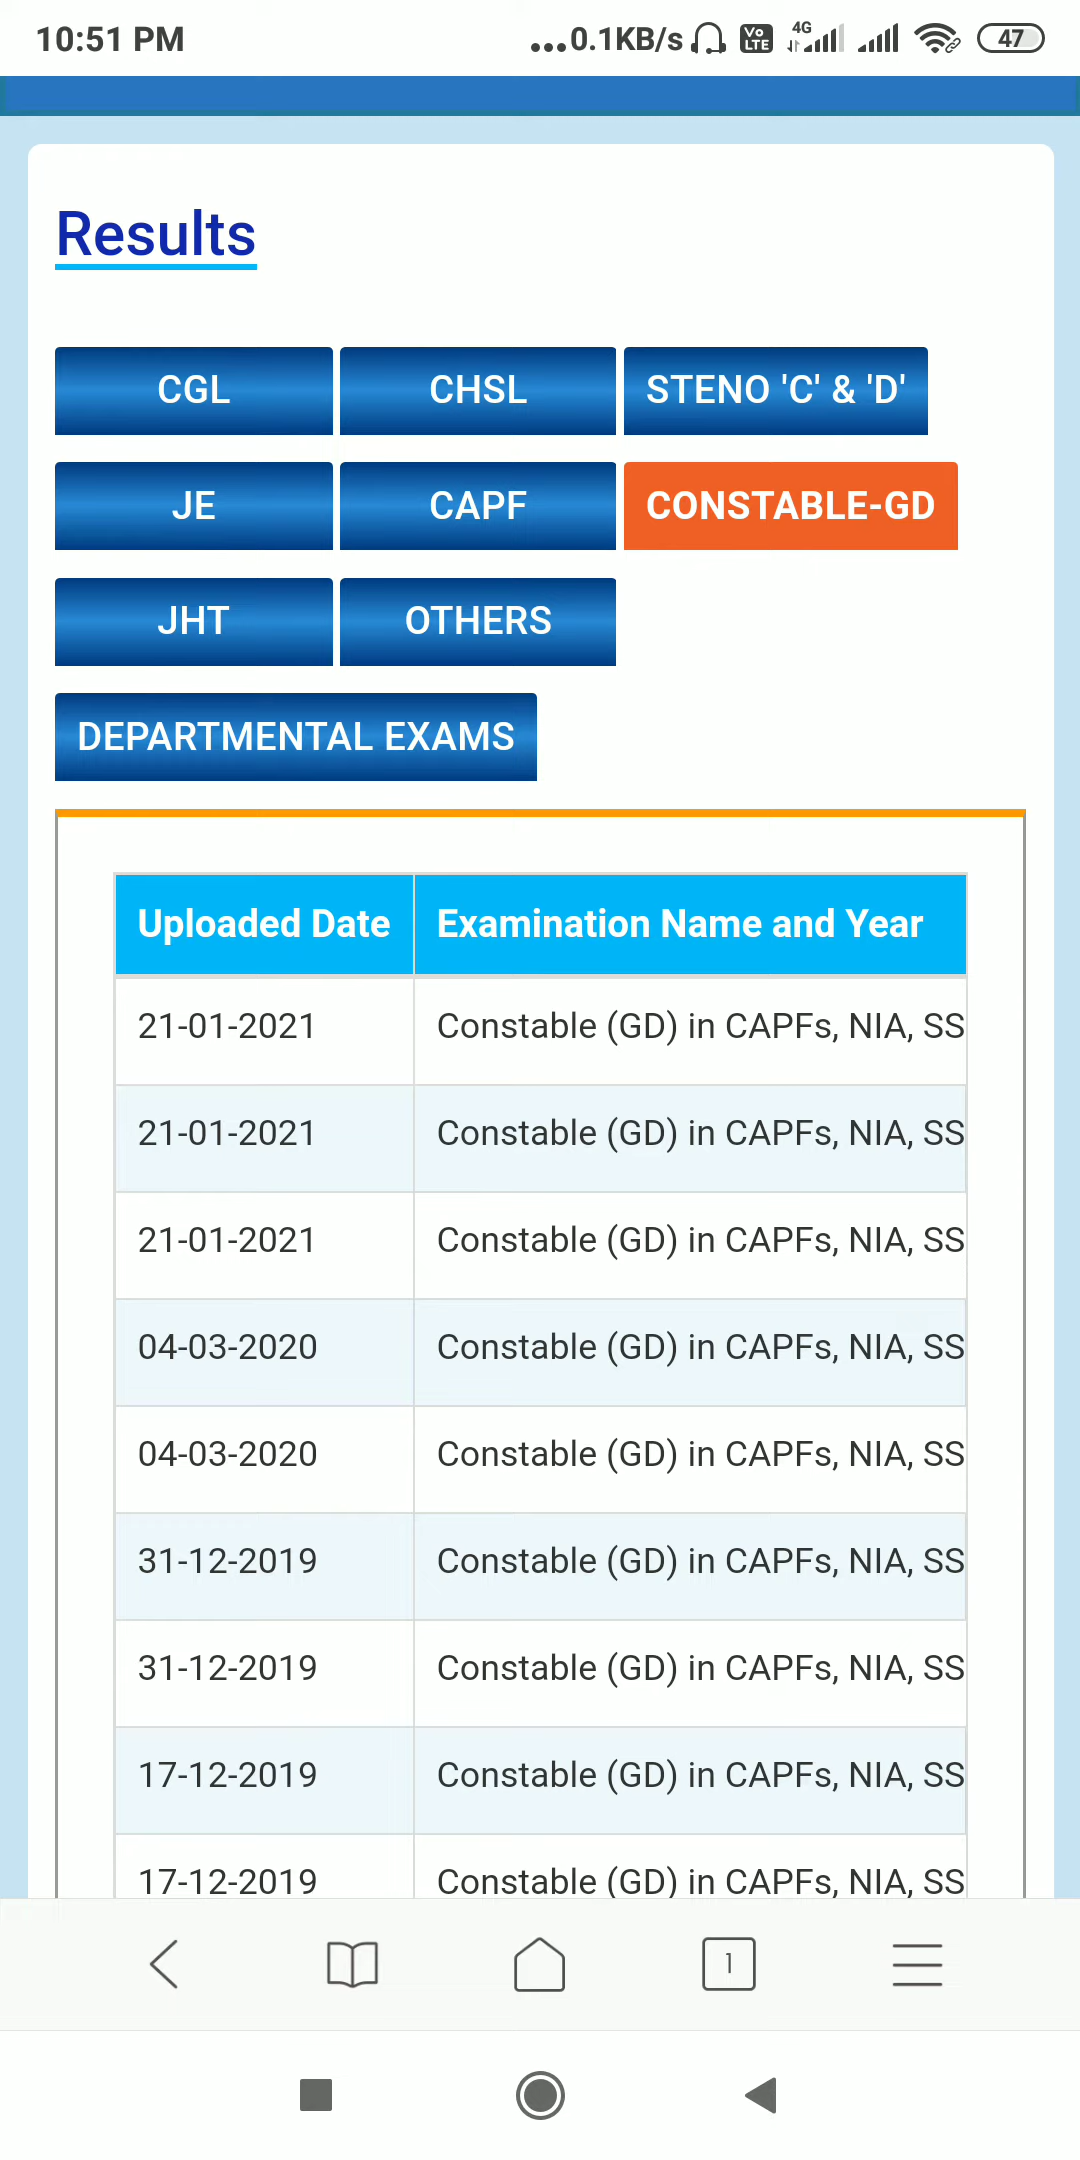 10:51 PM ...0.1KB/s Vo LTE 4G 47
Results
CGL CHSL STENO 'C' & 'D'
JE CAPF CONSTABLE-GD
JHT OTHERS
DEPARTMENTAL EXAMS
Uploaded Date Examination Name and Year
21-01-2021 Constable (GD) in CAPFs, NIA, SS
21-01-2021 Constable (GD) in CAPFs, NIA, SS
21-01-2021 Constable (GD) in CAPFs, NIA, SS
04-03-2020 Constable (GD) in CAPFs, NIA, SS
04-03-2020 Constable (GD) in CAPFs, NIA, SS
31-12-2019 Constable (GD) in CAPFs, NIA, SS
31-12-2019 Constable (GD) in CAPFs, NIA, SS
17-12-2019 Constable (GD) in CAPFs, NIA, SS
17-12-2019 Constable (GD) in CAPFs, NIA, SS
1